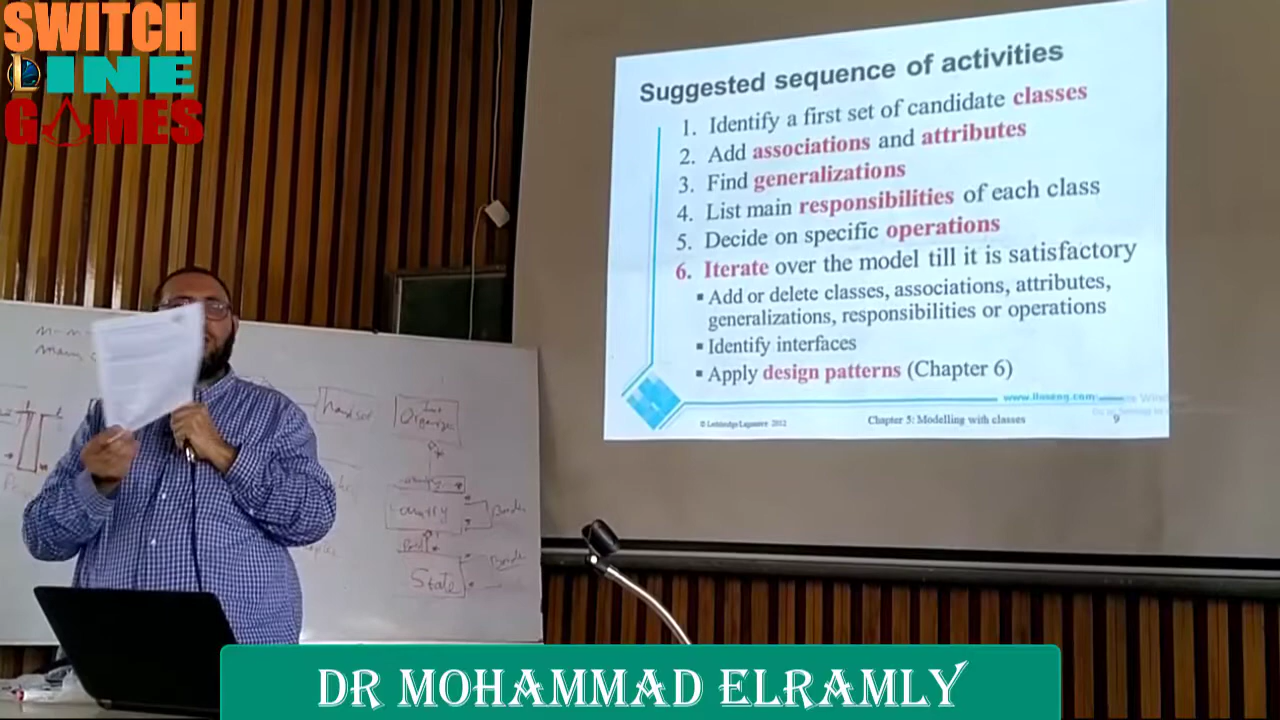 SWITCH
LINE
GAMES
Suggested sequence of activities
1. Identify a first set of candidate classes
2. Add associations and attributes
3. Find generalizations
4. List main responsibilities of each class
5. Decide on specific operations
6. Iterate over the model till it is satisfactory
▪ Add or delete classes, associations, attributes,
generalizations, responsibilities or operations
▪ Identify interfaces
▪ Apply design patterns (Chapter 6)
www.lloseng.com
© Lethbridge/Laganière 2012
Chapter 5: Modelling with classes
9
handset
Organiz
Country
State
DR MOHAMMAD ELRAMLY